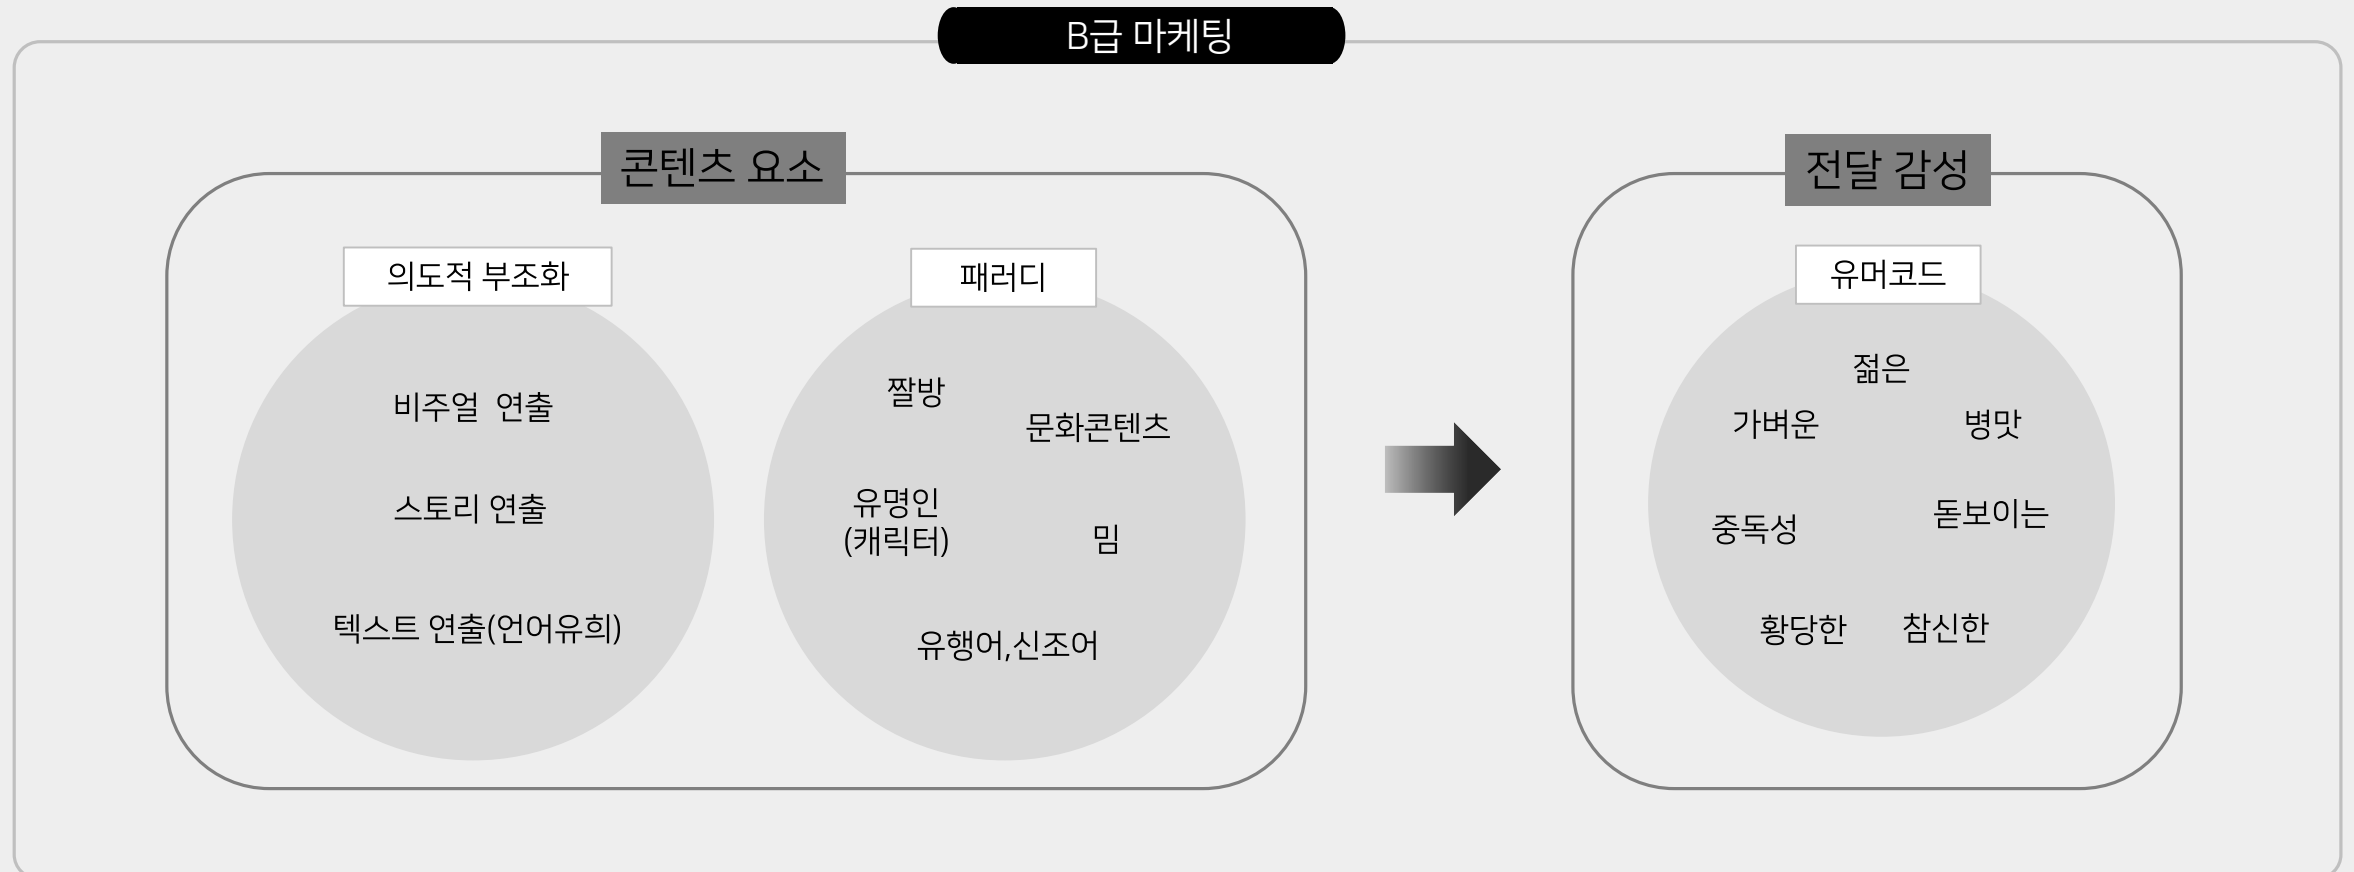 B급 마케팅
콘텐츠 요소
의도적 부조화
비주얼 연출
스토리 연출
텍스트 연출(언어유희)
패러디
짤방
문화콘텐츠
유명인
(캐릭터)
밈
유행어,신조어
전달 감성
유머코드
젊은
가벼운
병맛
중독성
돋보이는
황당한
참신한